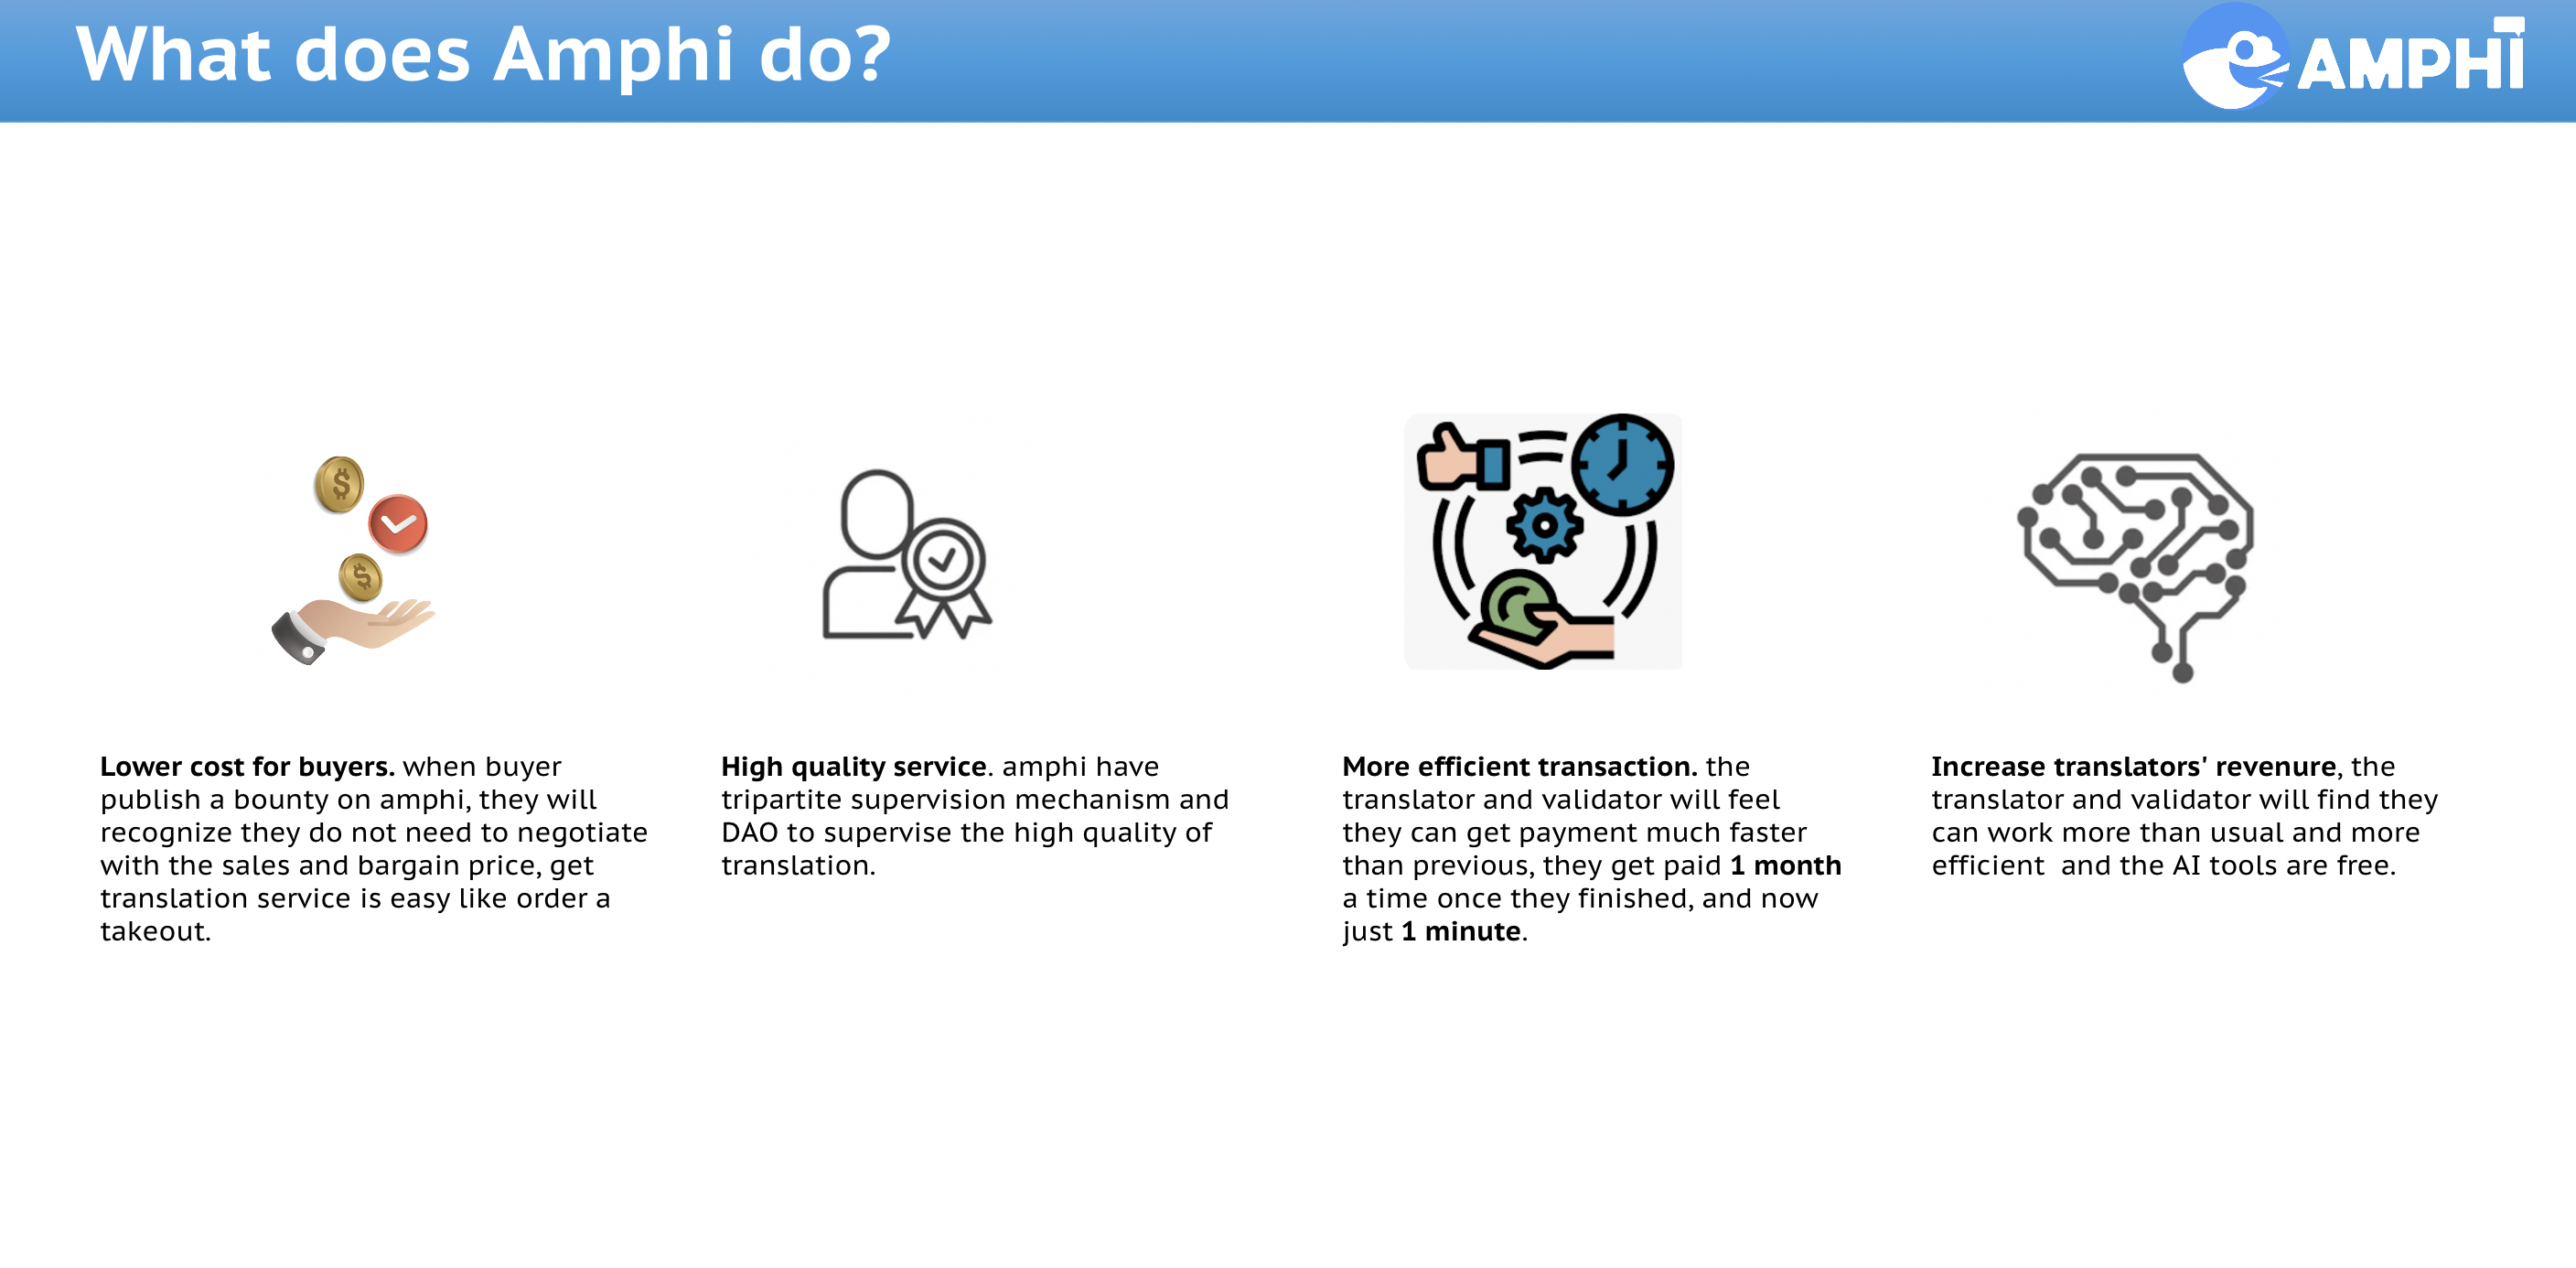 What does Amphi do?
AMPHI
Lower cost for buyers. when buyer
publish a bounty on amphi, they will
recognize they do not need to negotiate
with the sales and bargain price, get
translation service is easy like order a
takeout.
High quality service. amphi have
tripartite supervision mechanism and
DAO to supervise the high quality of
translation.
More efficient transaction. the
translator and validator will feel
they can get payment much faster
than previous, they get paid 1 month
a time once they finished, and now
just 1 minute.
Increase translators' revenure, the
translator and validator will find they
can work more than usual and more
efficient  and the AI tools are free.